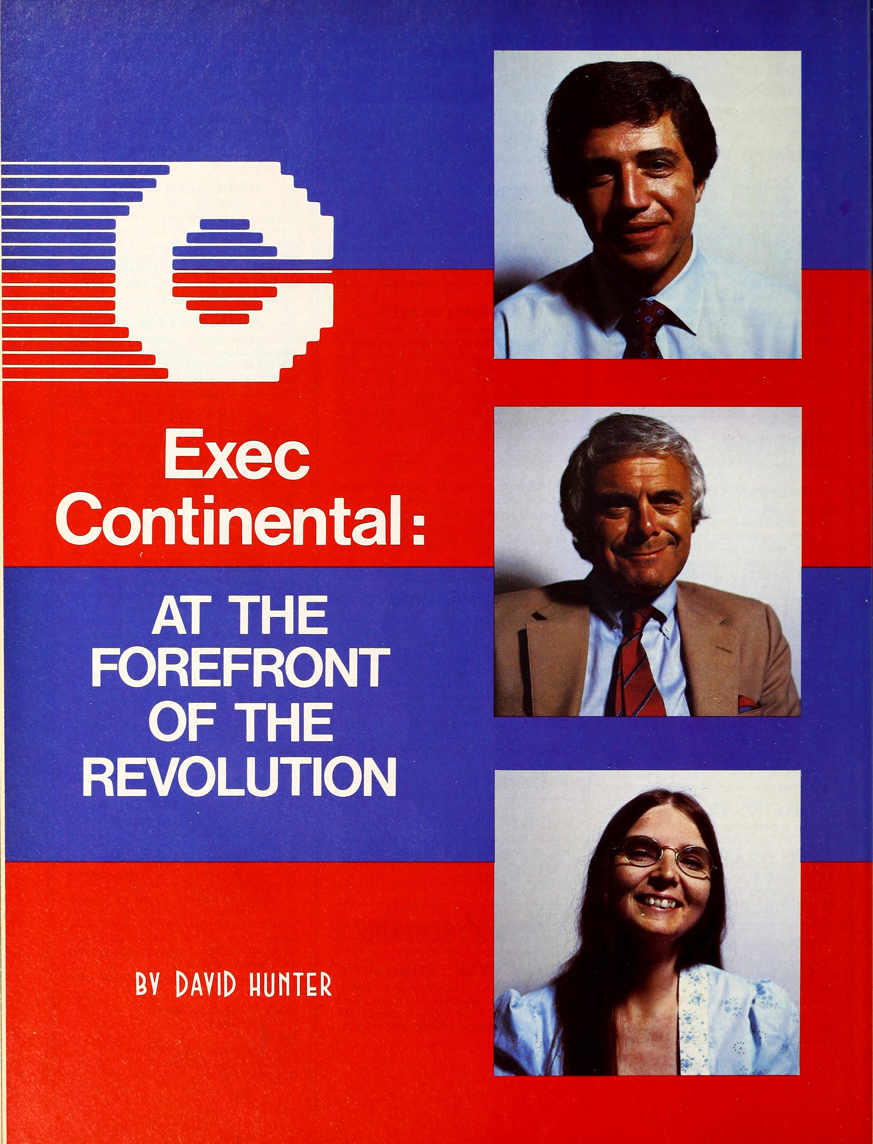 Exec
Continental:
AT THE
FOREFRONT
OF THE
REVOLUTION
BY DAVID HUNTER